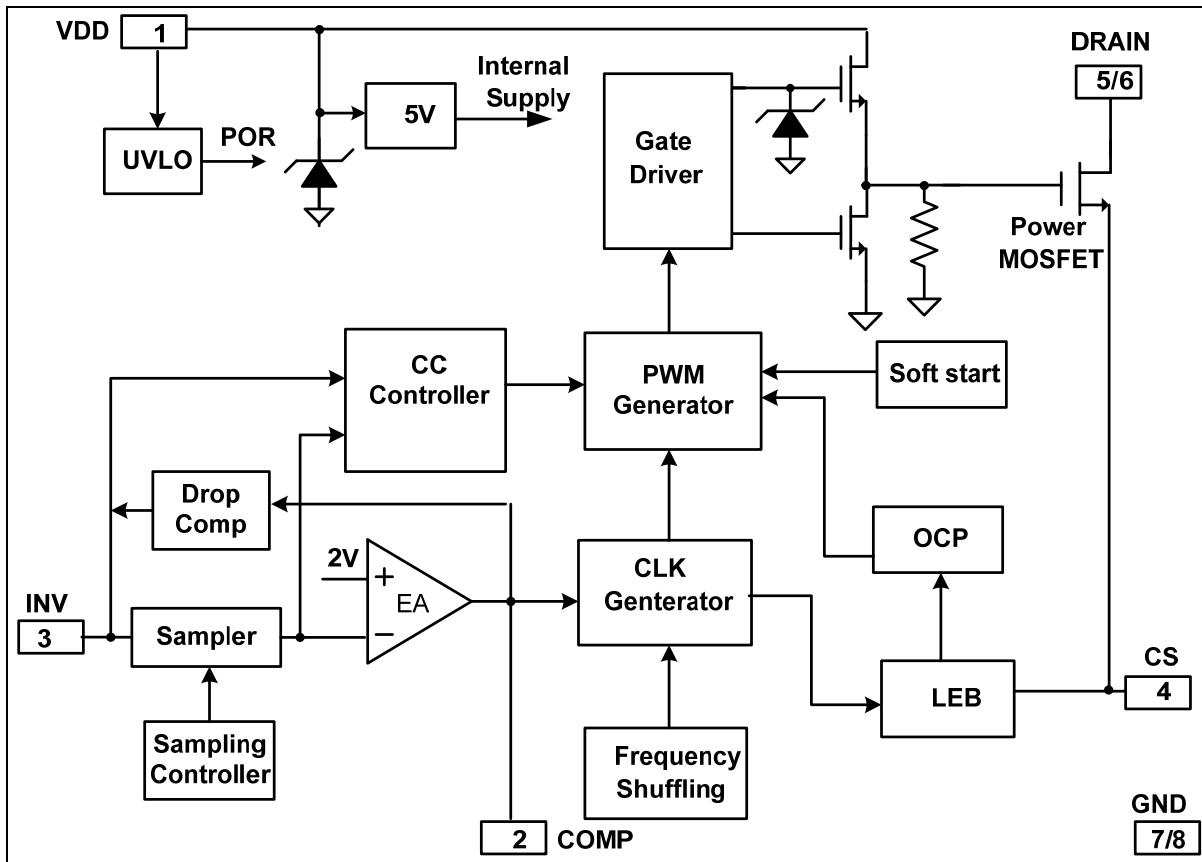 VDD
1
DRAIN
5/6
Internal
Supply
5V
POR
UVLO
Gate
Driver
Power
MOSFET
CC
Controller
PWM
Generator
Soft start
Drop
Comp
OCP
2V
+
EA
−
CLK
Genterator
INV
3
Sampler
CS
4
LEB
Sampling
Controller
Frequency
Shuffling
GND
7/8
2
COMP